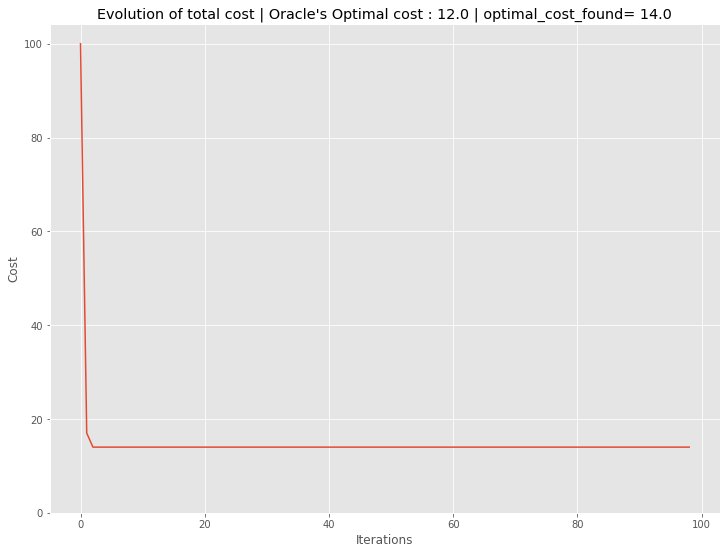 Evolution of total cost | Oracle's Optimal cost : 12.0 | optimal_cost_found= 14.0
100
80
60
40
20
0
Cost
0 20 40 60 80 100
Iterations